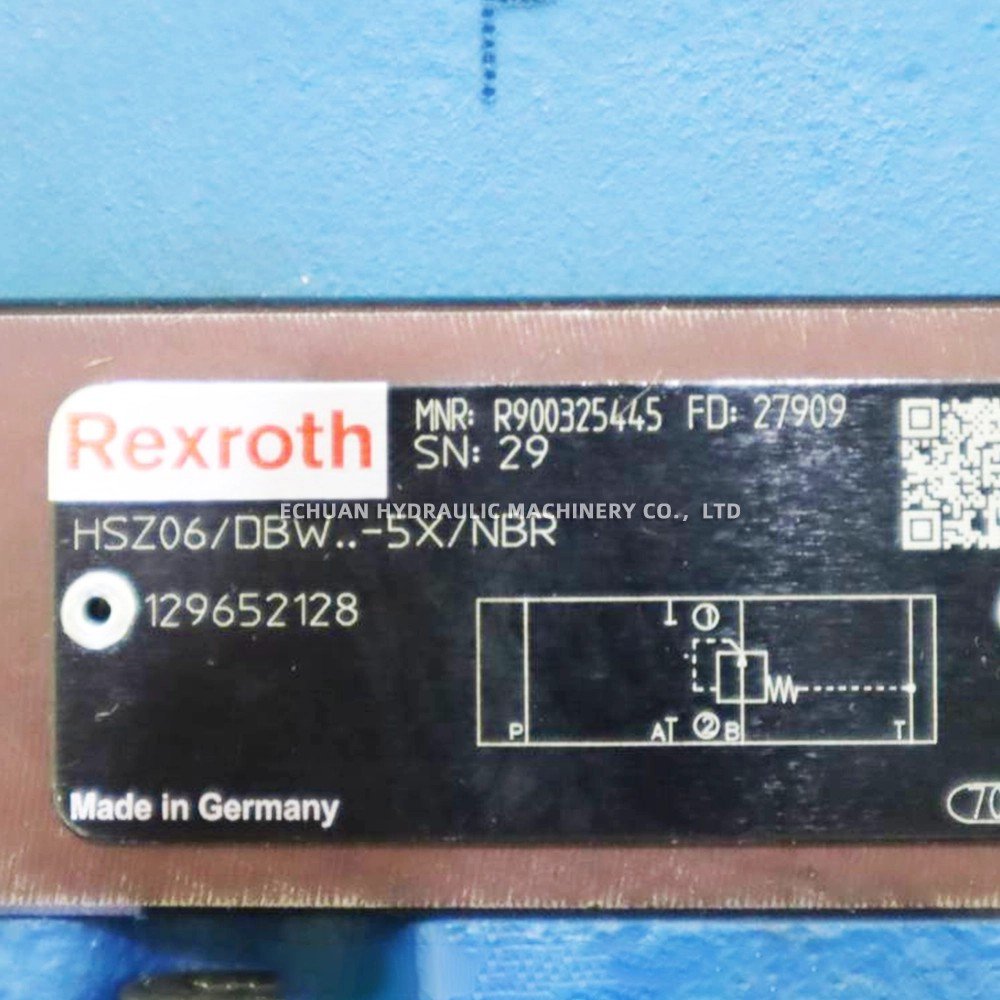 Rexroth
MNR: R900325445 FD: 27909
SN: 29
ECHUAN HYDRAULIC MACHINERY CO., LTD
HSZ06/DBW..-5X/NBR
129652128
①
P A ② B T
Made in Germany